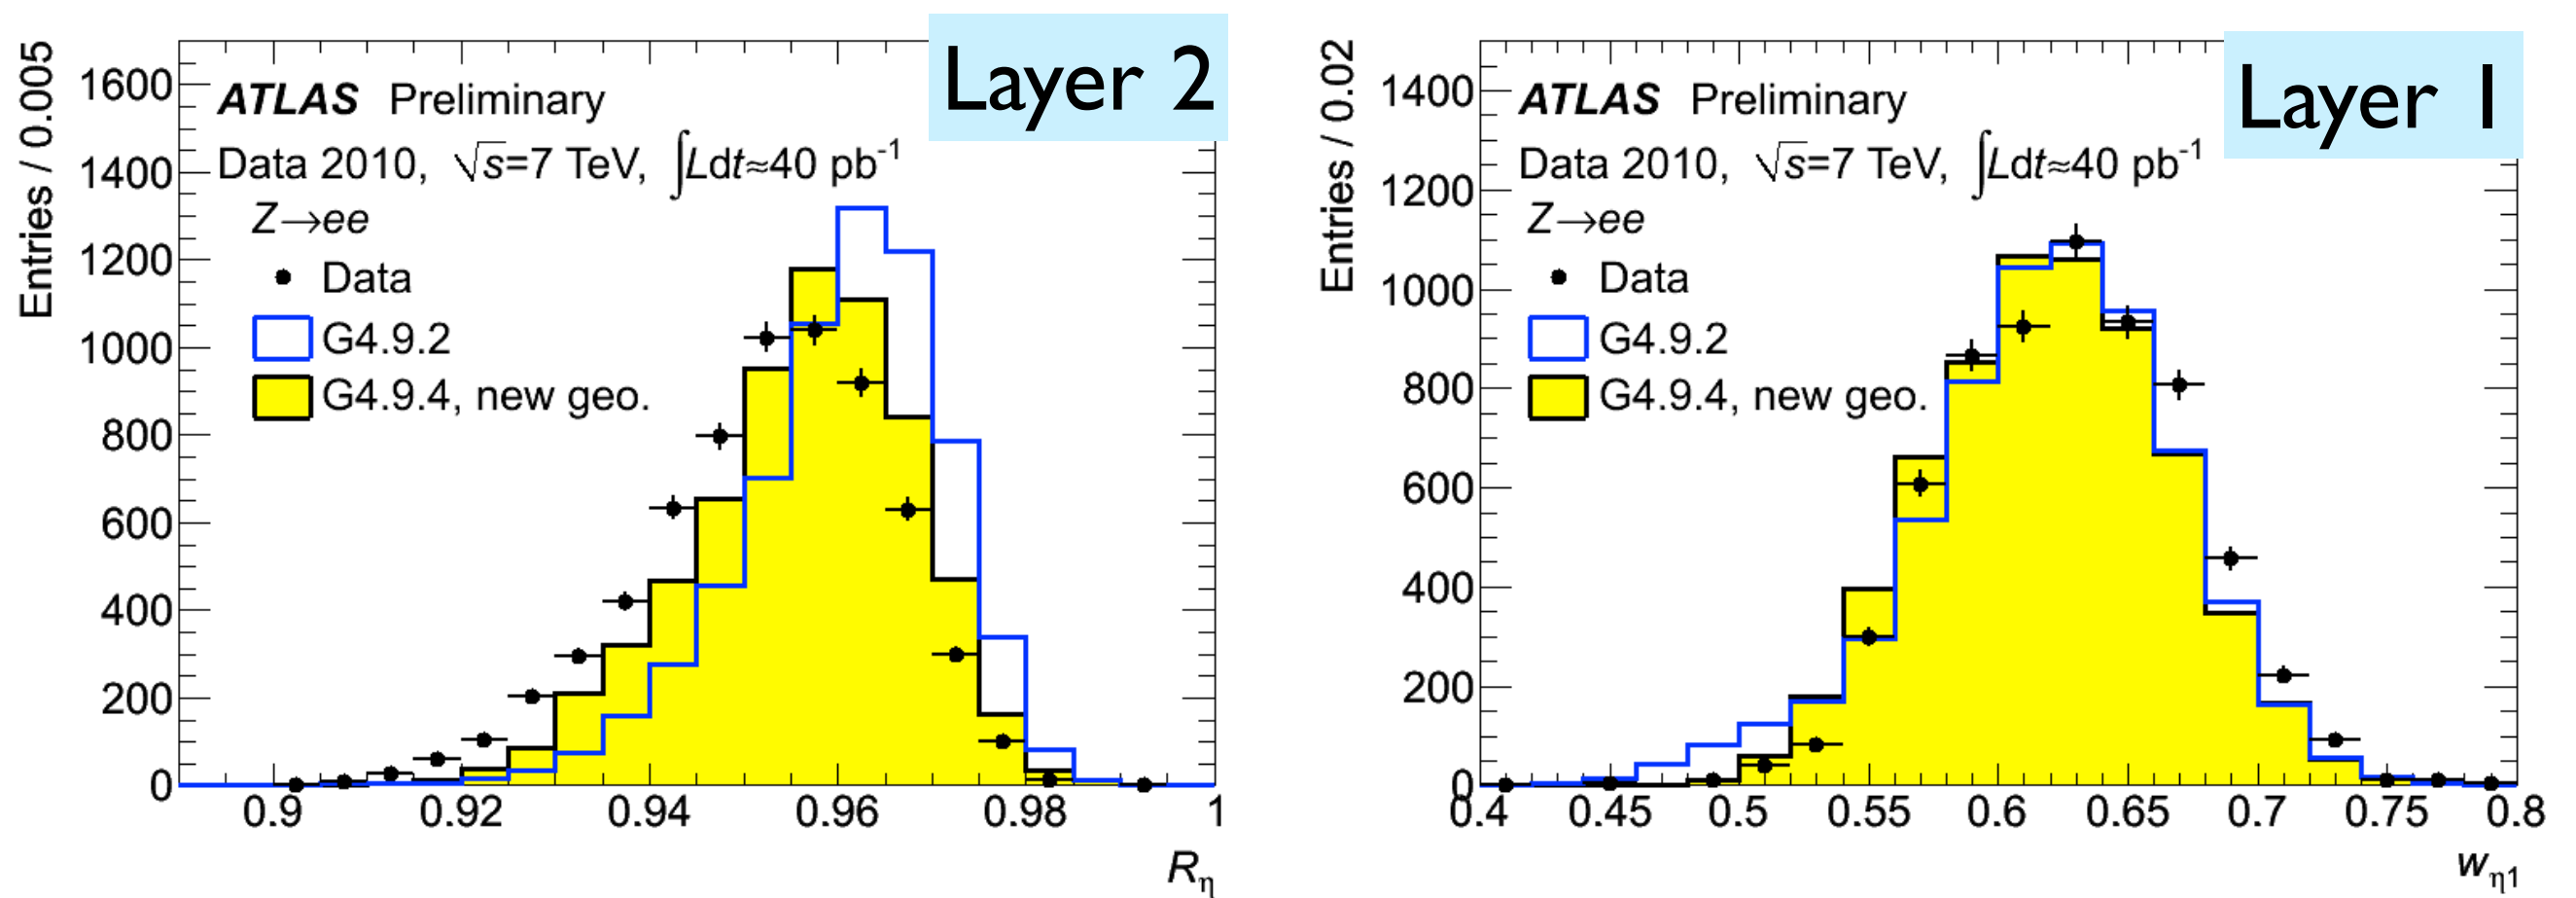 Layer 2
Entries / 0.005
1600
1400
1200
1000
800
600
400
200
0
ATLAS Preliminary
Data 2010, √s=7 TeV, ∫Ldt≈40 pb⁻¹
Z→ee
Data
G4.9.2
G4.9.4, new geo.
0.9 0.92 0.94 0.96 0.98 1
Rη
Layer 1
Entries / 0.02
1400
1200
1000
800
600
400
200
0
ATLAS Preliminary
Data 2010, √s=7 TeV, ∫Ldt≈40 pb⁻¹
Z→ee
Data
G4.9.2
G4.9.4, new geo.
0.4 0.45 0.5 0.55 0.6 0.65 0.7 0.75 0.8
wη1